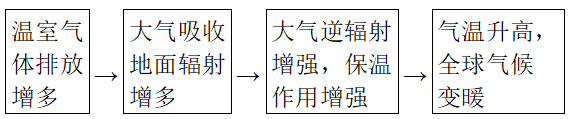 温室气
体排放
增多
→
大气吸收
地面辐射
增多
→
大气逆辐射
增强，保温
作用增强
→
气温升高，
全球气候
变暖